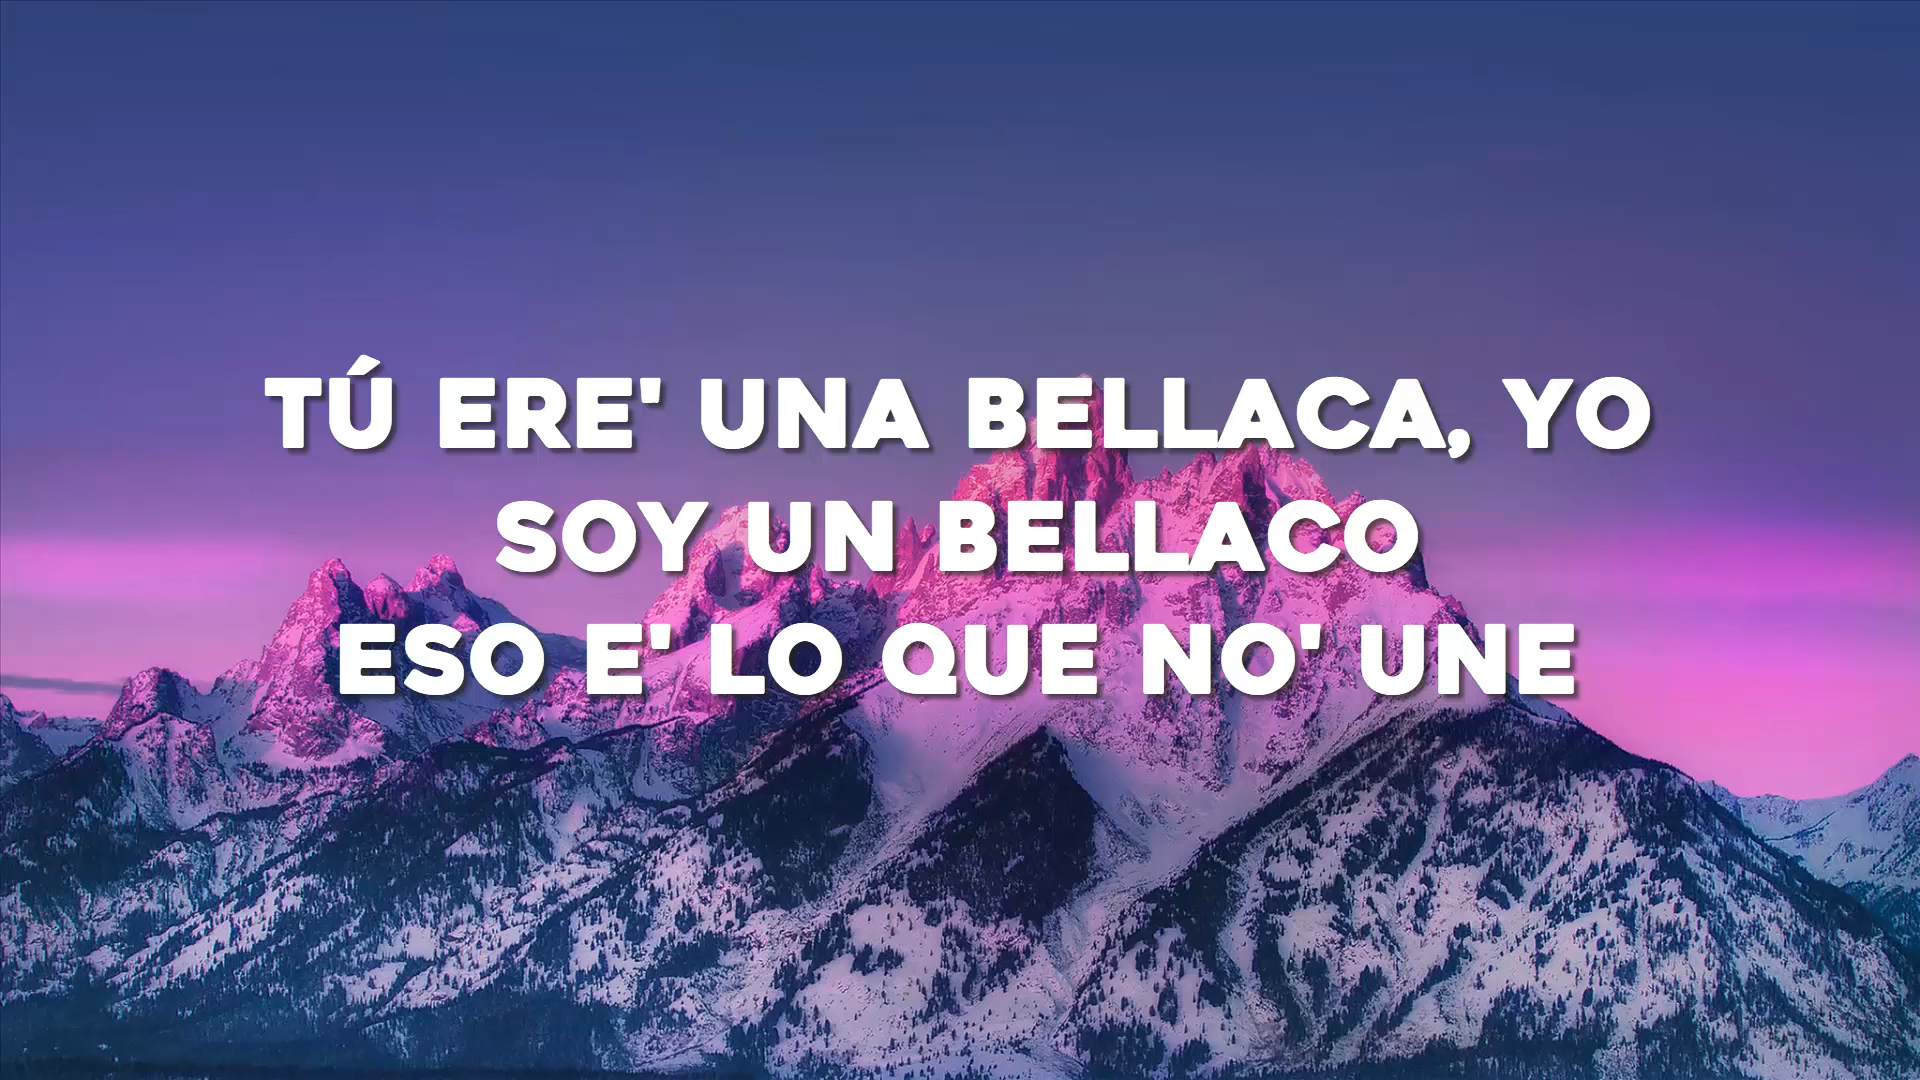 TÚ ERE' UNA BELLACA, YO
SOY UN BELLACO
ESO E' LO QUE NO' UNE